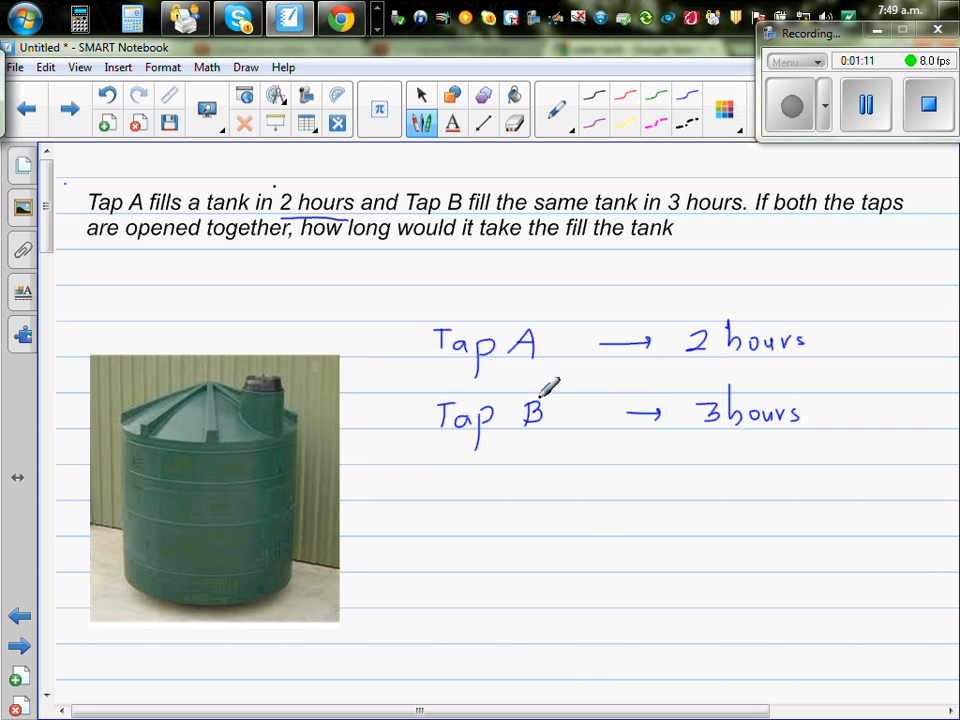 7:49 a.m.
Untitled * - SMART Notebook
Recording...
File Edit View Insert Format Math Draw Help
Menu 0:01:11 8.0 fps
Tap A fills a tank in 2 hours and Tap B fill the same tank in 3 hours. If both the taps
are opened together, how long would it take the fill the tank
Tap A → 2 hours
Tap B → 3 hours